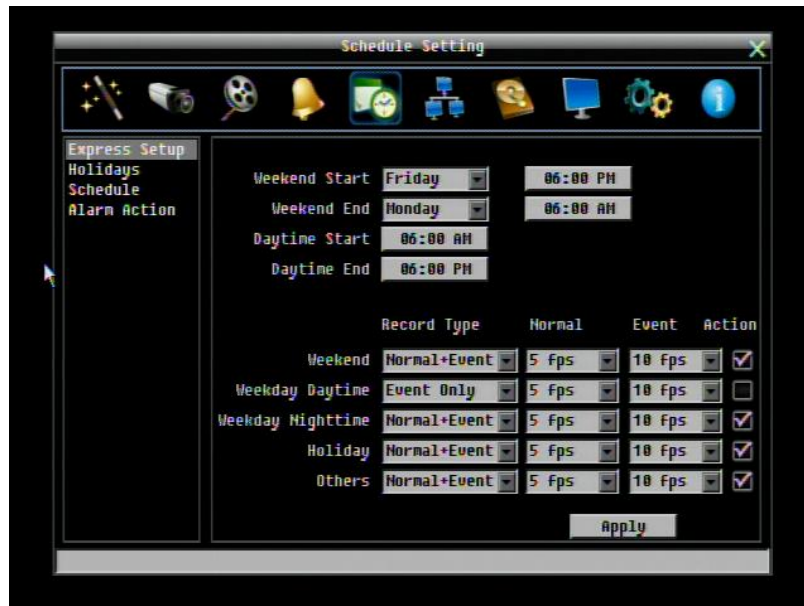 Schedule Setting
Express Setup
Holidays
Schedule
Alarm Action
Weekend Start Friday 06:00 PM
Weekend End Monday 06:00 AM
Daytime Start 06:00 AM
Daytime End 06:00 PM
Record Type Normal Event Action
Weekend Normal+Event 5 fps 10 fps
Weekday Daytime Event Only 5 fps 10 fps
Weekday Nighttime Normal+Event 5 fps 10 fps
Holiday Normal+Event 5 fps 10 fps
Others Normal+Event 5 fps 10 fps
Apply